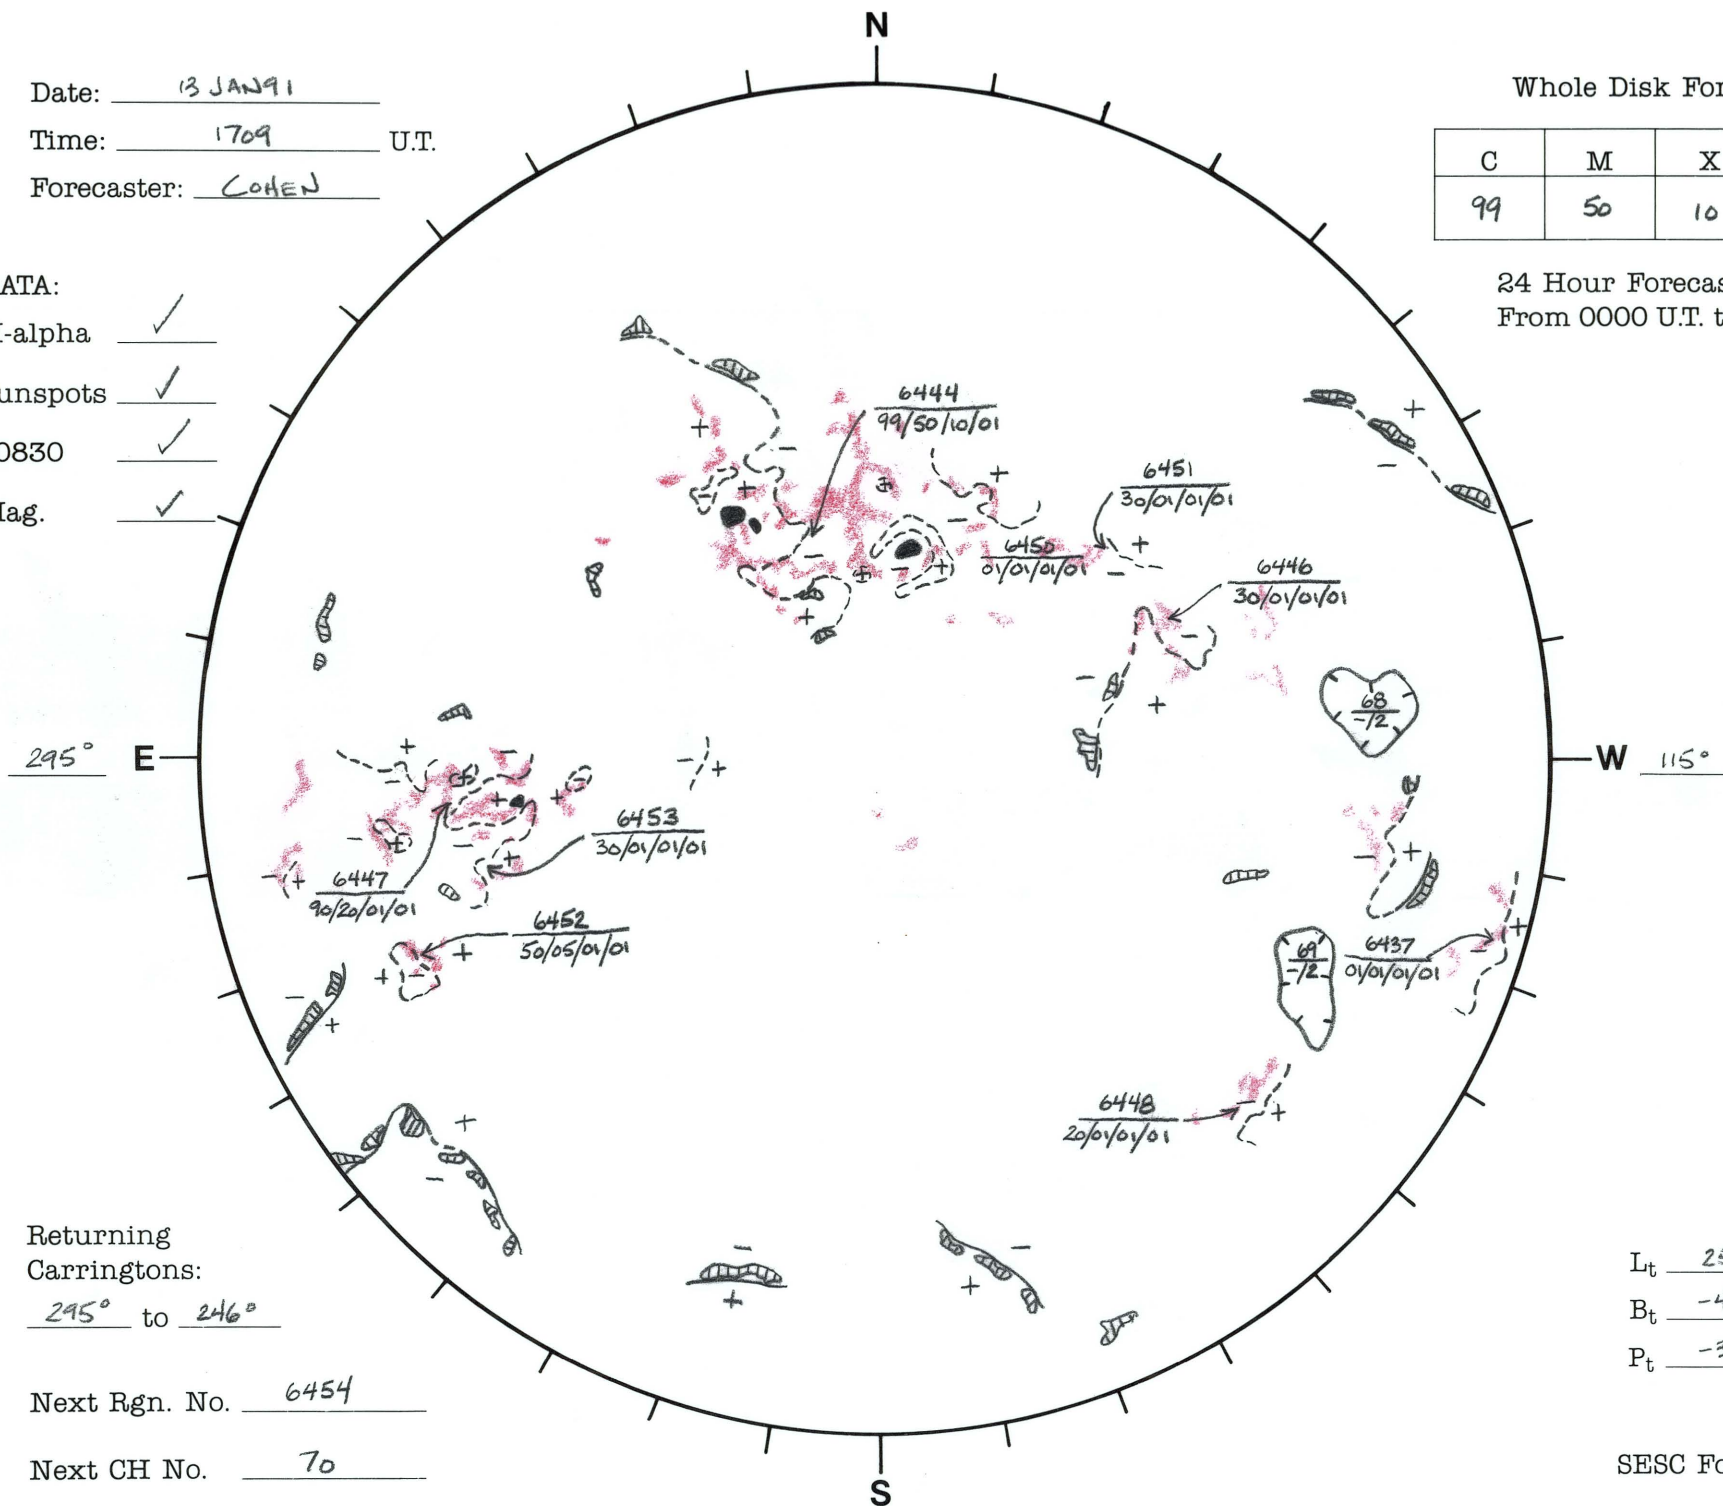 N
Date: 13 JAN91
Time: 1709 U.T.
Forecaster: COHEN
Whole Disk For
C M X
99 50 10
24 Hour Forecas
From 0000 U.T. t
ATA:
I-alpha ✓
unspots ✓
0830 ✓
Mag. ✓
6444
99/50/10/01
6451
30/01/01/01
6450
01/01/01/01
6446
30/01/01/01
68
-/2
295° E
W 115°
6453
30/01/01/01
6447
90/20/01/01
6452
50/05/01/01
69
-/2
6437
01/01/01/01
6448
20/01/01/01
Returning
Carringtons:
295° to 246°
Next Rgn. No. 6454
Next CH No. 70
Lt
Bt
Pt
SESC Fo
S